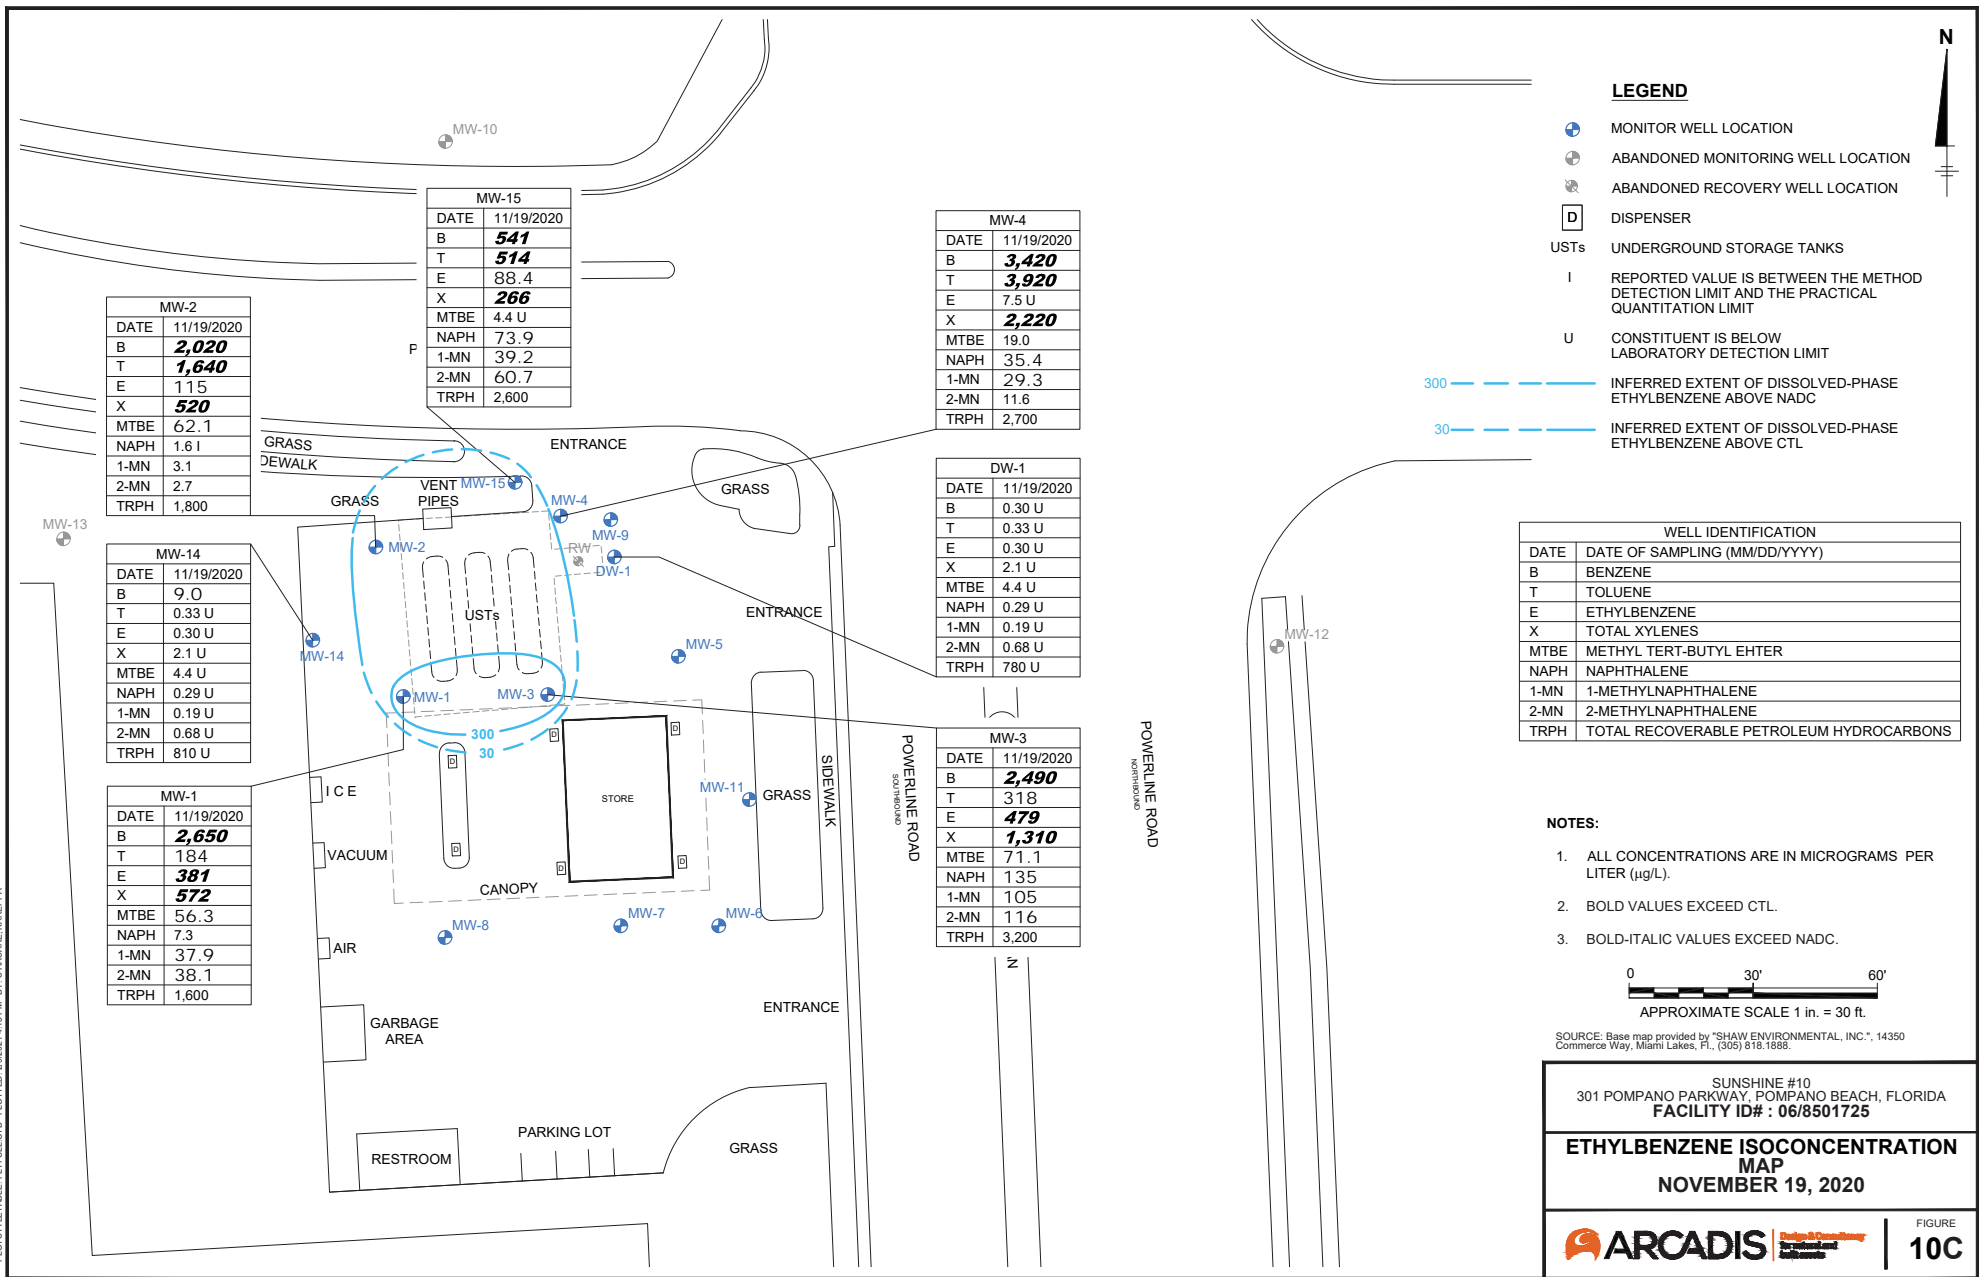 MW-10
MW-15
DATE 11/19/2020
B 541
T 514
E 88.4
X 266
MTBE 4.4 U
NAPH 73.9
1-MN 39.2
2-MN 60.7
TRPH 2,600
MW-4
DATE 11/19/2020
B 3,420
T 3,920
E 7.5 U
X 2,220
MTBE 19.0
NAPH 35.4
1-MN 29.3
2-MN 11.6
TRPH 2,700
MW-2
DATE 11/19/2020
B 2,020
T 1,640
E 115
X 520
MTBE 62.1
NAPH 1.6 I
1-MN 3.1
2-MN 2.7
TRPH 1,800
P
GRASS
DEWALK
ENTRANCE
GRASS
VENT
PIPES
MW-15
MW-4
MW-9
RW
DW-1
GRASS
MW-13
MW-2
USTs
MW-14
MW-5
ENTRANCE
MW-1
MW-3
300
30
MW-12
MW-14
DATE 11/19/2020
B 9.0
T 0.33 U
E 0.30 U
X 2.1 U
MTBE 4.4 U
NAPH 0.29 U
1-MN 0.19 U
2-MN 0.68 U
TRPH 810 U
DW-1
DATE 11/19/2020
B 0.30 U
T 0.33 U
E 0.30 U
X 2.1 U
MTBE 4.4 U
NAPH 0.29 U
1-MN 0.19 U
2-MN 0.68 U
TRPH 780 U
MW-1
DATE 11/19/2020
B 2,650
T 184
E 381
X 572
MTBE 56.3
NAPH 7.3
1-MN 37.9
2-MN 38.1
TRPH 1,600
MW-3
DATE 11/19/2020
B 2,490
T 318
E 479
X 1,310
MTBE 71.1
NAPH 135
1-MN 105
2-MN 116
TRPH 3,200
D
D
D
D
D
D
I C E
VACUUM
STORE
MW-11
GRASS
SIDEWALK
POWERLINE ROAD
SOUTHBOUND
POWERLINE ROAD
NORTHBOUND
CANOPY
MW-8
MW-7
MW-6
AIR
N
GARBAGE
AREA
ENTRANCE
PARKING LOT
RESTROOM
GRASS
N
LEGEND
MONITOR WELL LOCATION
ABANDONED MONITORING WELL LOCATION
ABANDONED RECOVERY WELL LOCATION
D DISPENSER
USTs UNDERGROUND STORAGE TANKS
I REPORTED VALUE IS BETWEEN THE METHOD
DETECTION LIMIT AND THE PRACTICAL
QUANTITATION LIMIT
U CONSTITUENT IS BELOW
LABORATORY DETECTION LIMIT
300 INFERRED EXTENT OF DISSOLVED-PHASE
ETHYLBENZENE ABOVE NADC
30 INFERRED EXTENT OF DISSOLVED-PHASE
ETHYLBENZENE ABOVE CTL
WELL IDENTIFICATION
DATE DATE OF SAMPLING (MM/DD/YYYY)
B BENZENE
T TOLUENE
E ETHYLBENZENE
X TOTAL XYLENES
MTBE METHYL TERT-BUTYL EHTER
NAPH NAPHTHALENE
1-MN 1-METHYLNAPHTHALENE
2-MN 2-METHYLNAPHTHALENE
TRPH TOTAL RECOVERABLE PETROLEUM HYDROCARBONS
NOTES:
1. ALL CONCENTRATIONS ARE IN MICROGRAMS PER
LITER (µg/L).
2. BOLD VALUES EXCEED CTL.
3. BOLD-ITALIC VALUES EXCEED NADC.
0 30' 60'
APPROXIMATE SCALE 1 in. = 30 ft.
SOURCE: Base map provided by "SHAW ENVIRONMENTAL, INC.", 14350
Commerce Way, Miami Lakes, Fl., (305) 818.1888.
SUNSHINE #10
301 POMPANO PARKWAY, POMPANO BEACH, FLORIDA
FACILITY ID# : 06/8501725
ETHYLBENZENE ISOCONCENTRATION
MAP
NOVEMBER 19, 2020
ARCADIS
Design & Consultancy
for natural and
built assets
FIGURE
10C